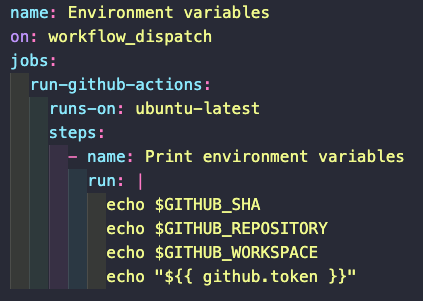 name: Environment variables
on: workflow_dispatch
jobs:
  run-github-actions:
    runs-on: ubuntu-latest
    steps:
      - name: Print environment variables
        run: |
          echo $GITHUB_SHA
          echo $GITHUB_REPOSITORY
          echo $GITHUB_WORKSPACE
          echo "${{ github.token }}"